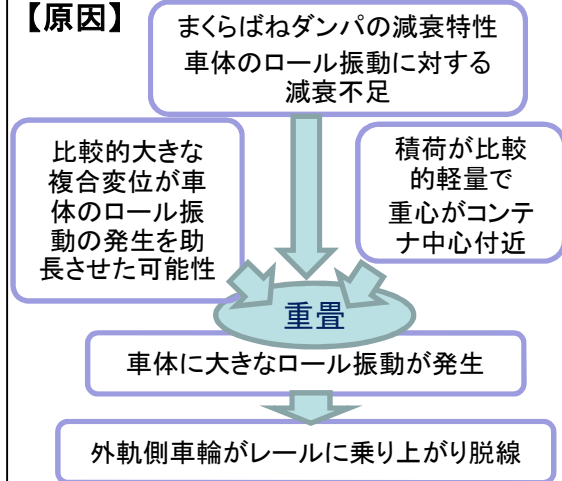 【原因】
まくらばねダンパの減衰特性
車体のロール振動に対する
減衰不足
比較的大きな
複合変位が車
体のロール振
動の発生を助
長させた可能性
積荷が比較
的軽量で
重心がコンテ
ナ中心付近
重畳
車体に大きなロール振動が発生
外軌側車輪がレールに乗り上がり脱線